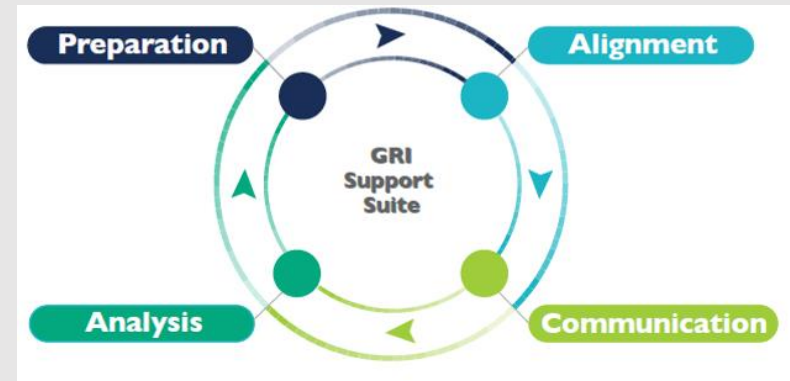 Preparation
Alignment
GRI
Support
Suite
Analysis
Communication